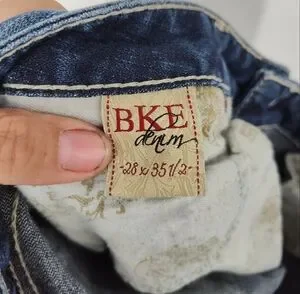 BKE
denim
-28 x 35 1/2-